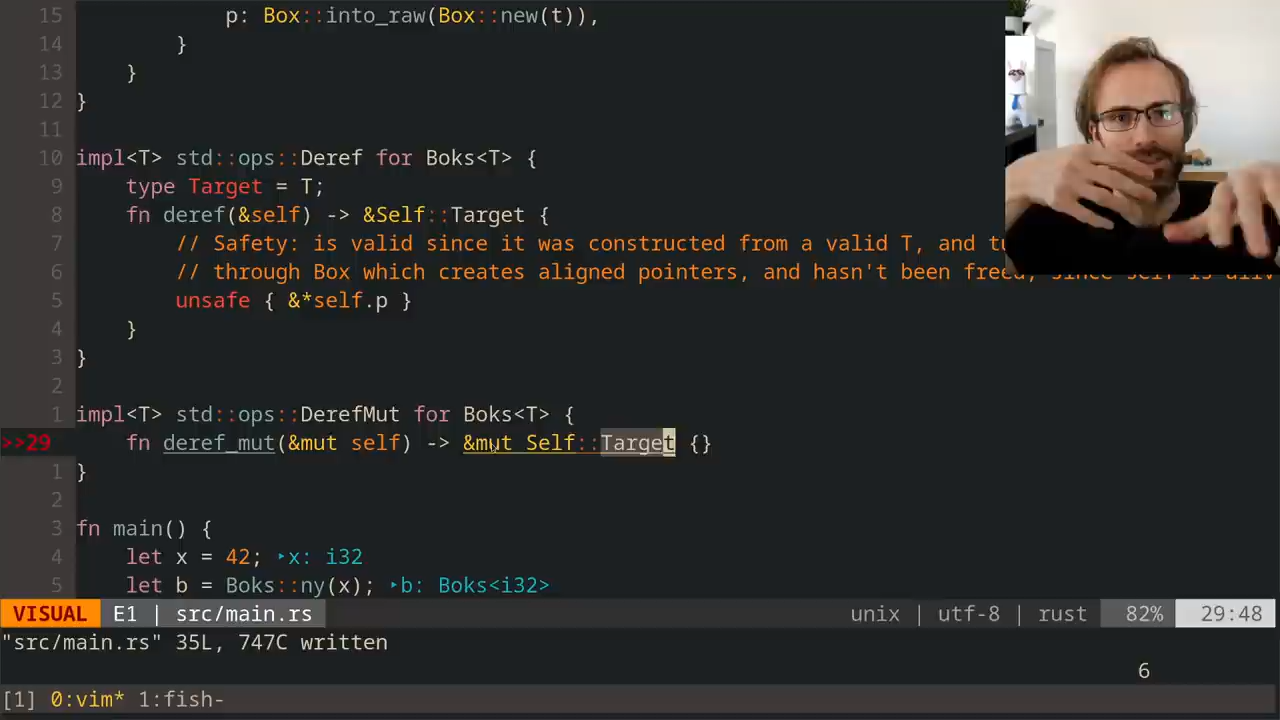 15 p: Box::into_raw(Box::new(t)),
14 }
13 }
12 }
11
10 impl<T> std::ops::Deref for Boks<T> {
9 type Target = T;
8 fn deref(&self) -> &Self::Target {
7 // Safety: is valid since it was constructed from a valid T, and
6 // through Box which creates aligned pointers, and hasn't been freed, since Self is
5 unsafe { &*self.p }
4 }
3 }
2
1 impl<T> std::ops::DerefMut for Boks<T> {
>>29 fn deref_mut(&mut self) -> &mut Self::Target {}
1 }
2
3 fn main() {
4 let x = 42; ‣x: i32
5 let b = Boks::ny(x); ‣b: Boks<i32>
VISUAL E1 | src/main.rs unix | utf-8 | rust 82% 29:48
"src/main.rs" 35L, 747C written
6
[1] 0:vim* 1:fish-